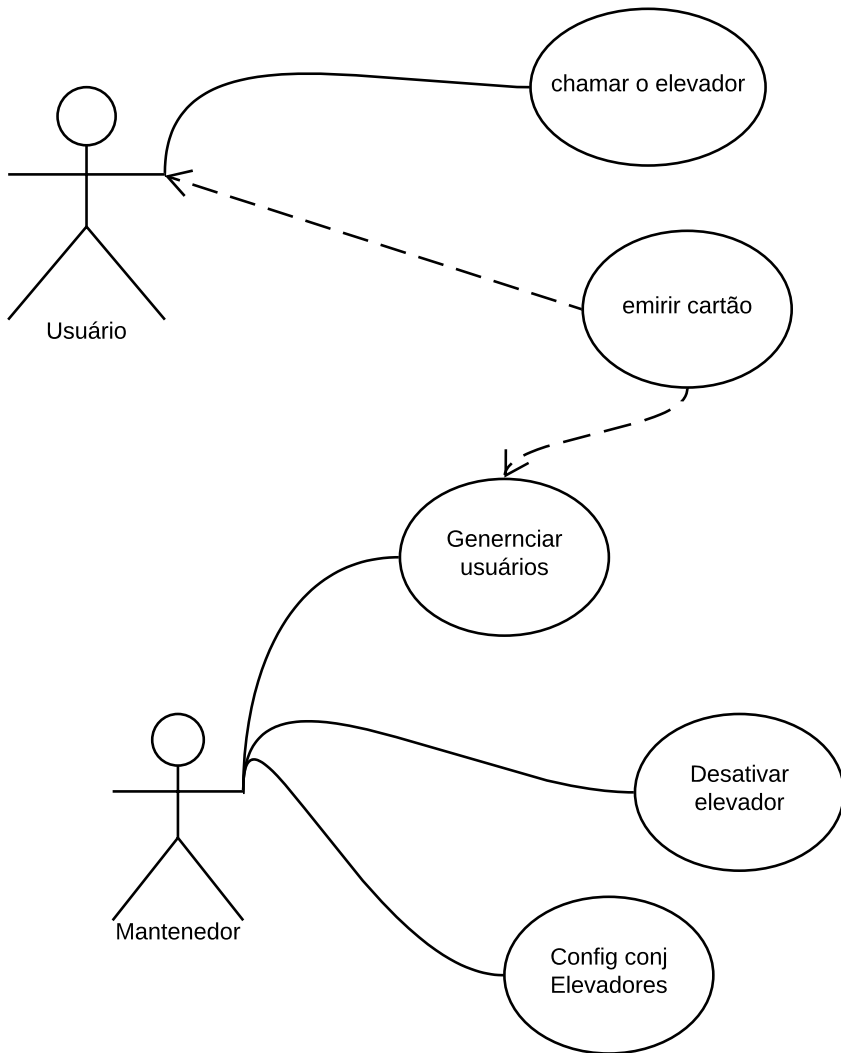 chamar o elevador
emirir cartão
Usuário
Genernciar
usuários
Desativar
elevador
Mantenedor
Config conj
Elevadores